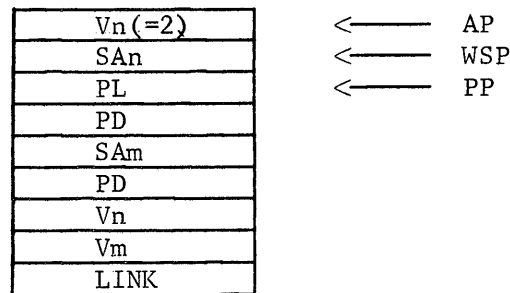 Vn(=2) <—— AP
SAn <—— WSP
PL <—— PP
PD
SAm
PD
Vn
Vm
LINK